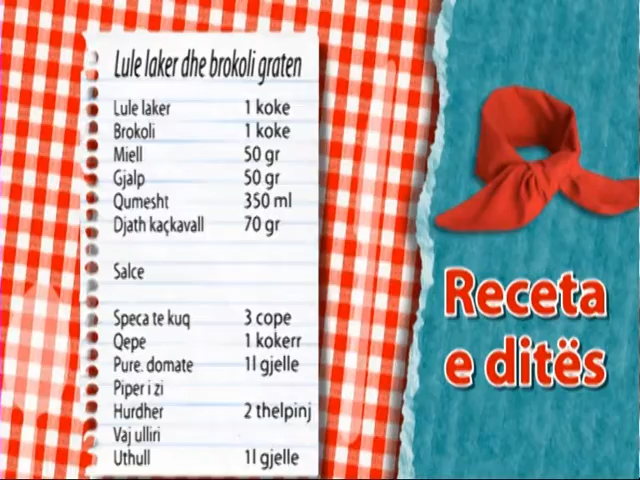 Lule laker dhe brokoli graten
Lule laker 1 koke
Brokoli 1 koke
Miell 50 gr
Gjalp 50 gr
Qumesht 350 ml
Djath kaçkavall 70 gr
Salce
Speca te kuq 3 cope
Qepe 1 kokerr
Pure. domate 1l gjelle
Piper i zi
Hurdher 2 thelpinj
Vaj ulliri
Uthull 1l gjelle
Receta
e ditës